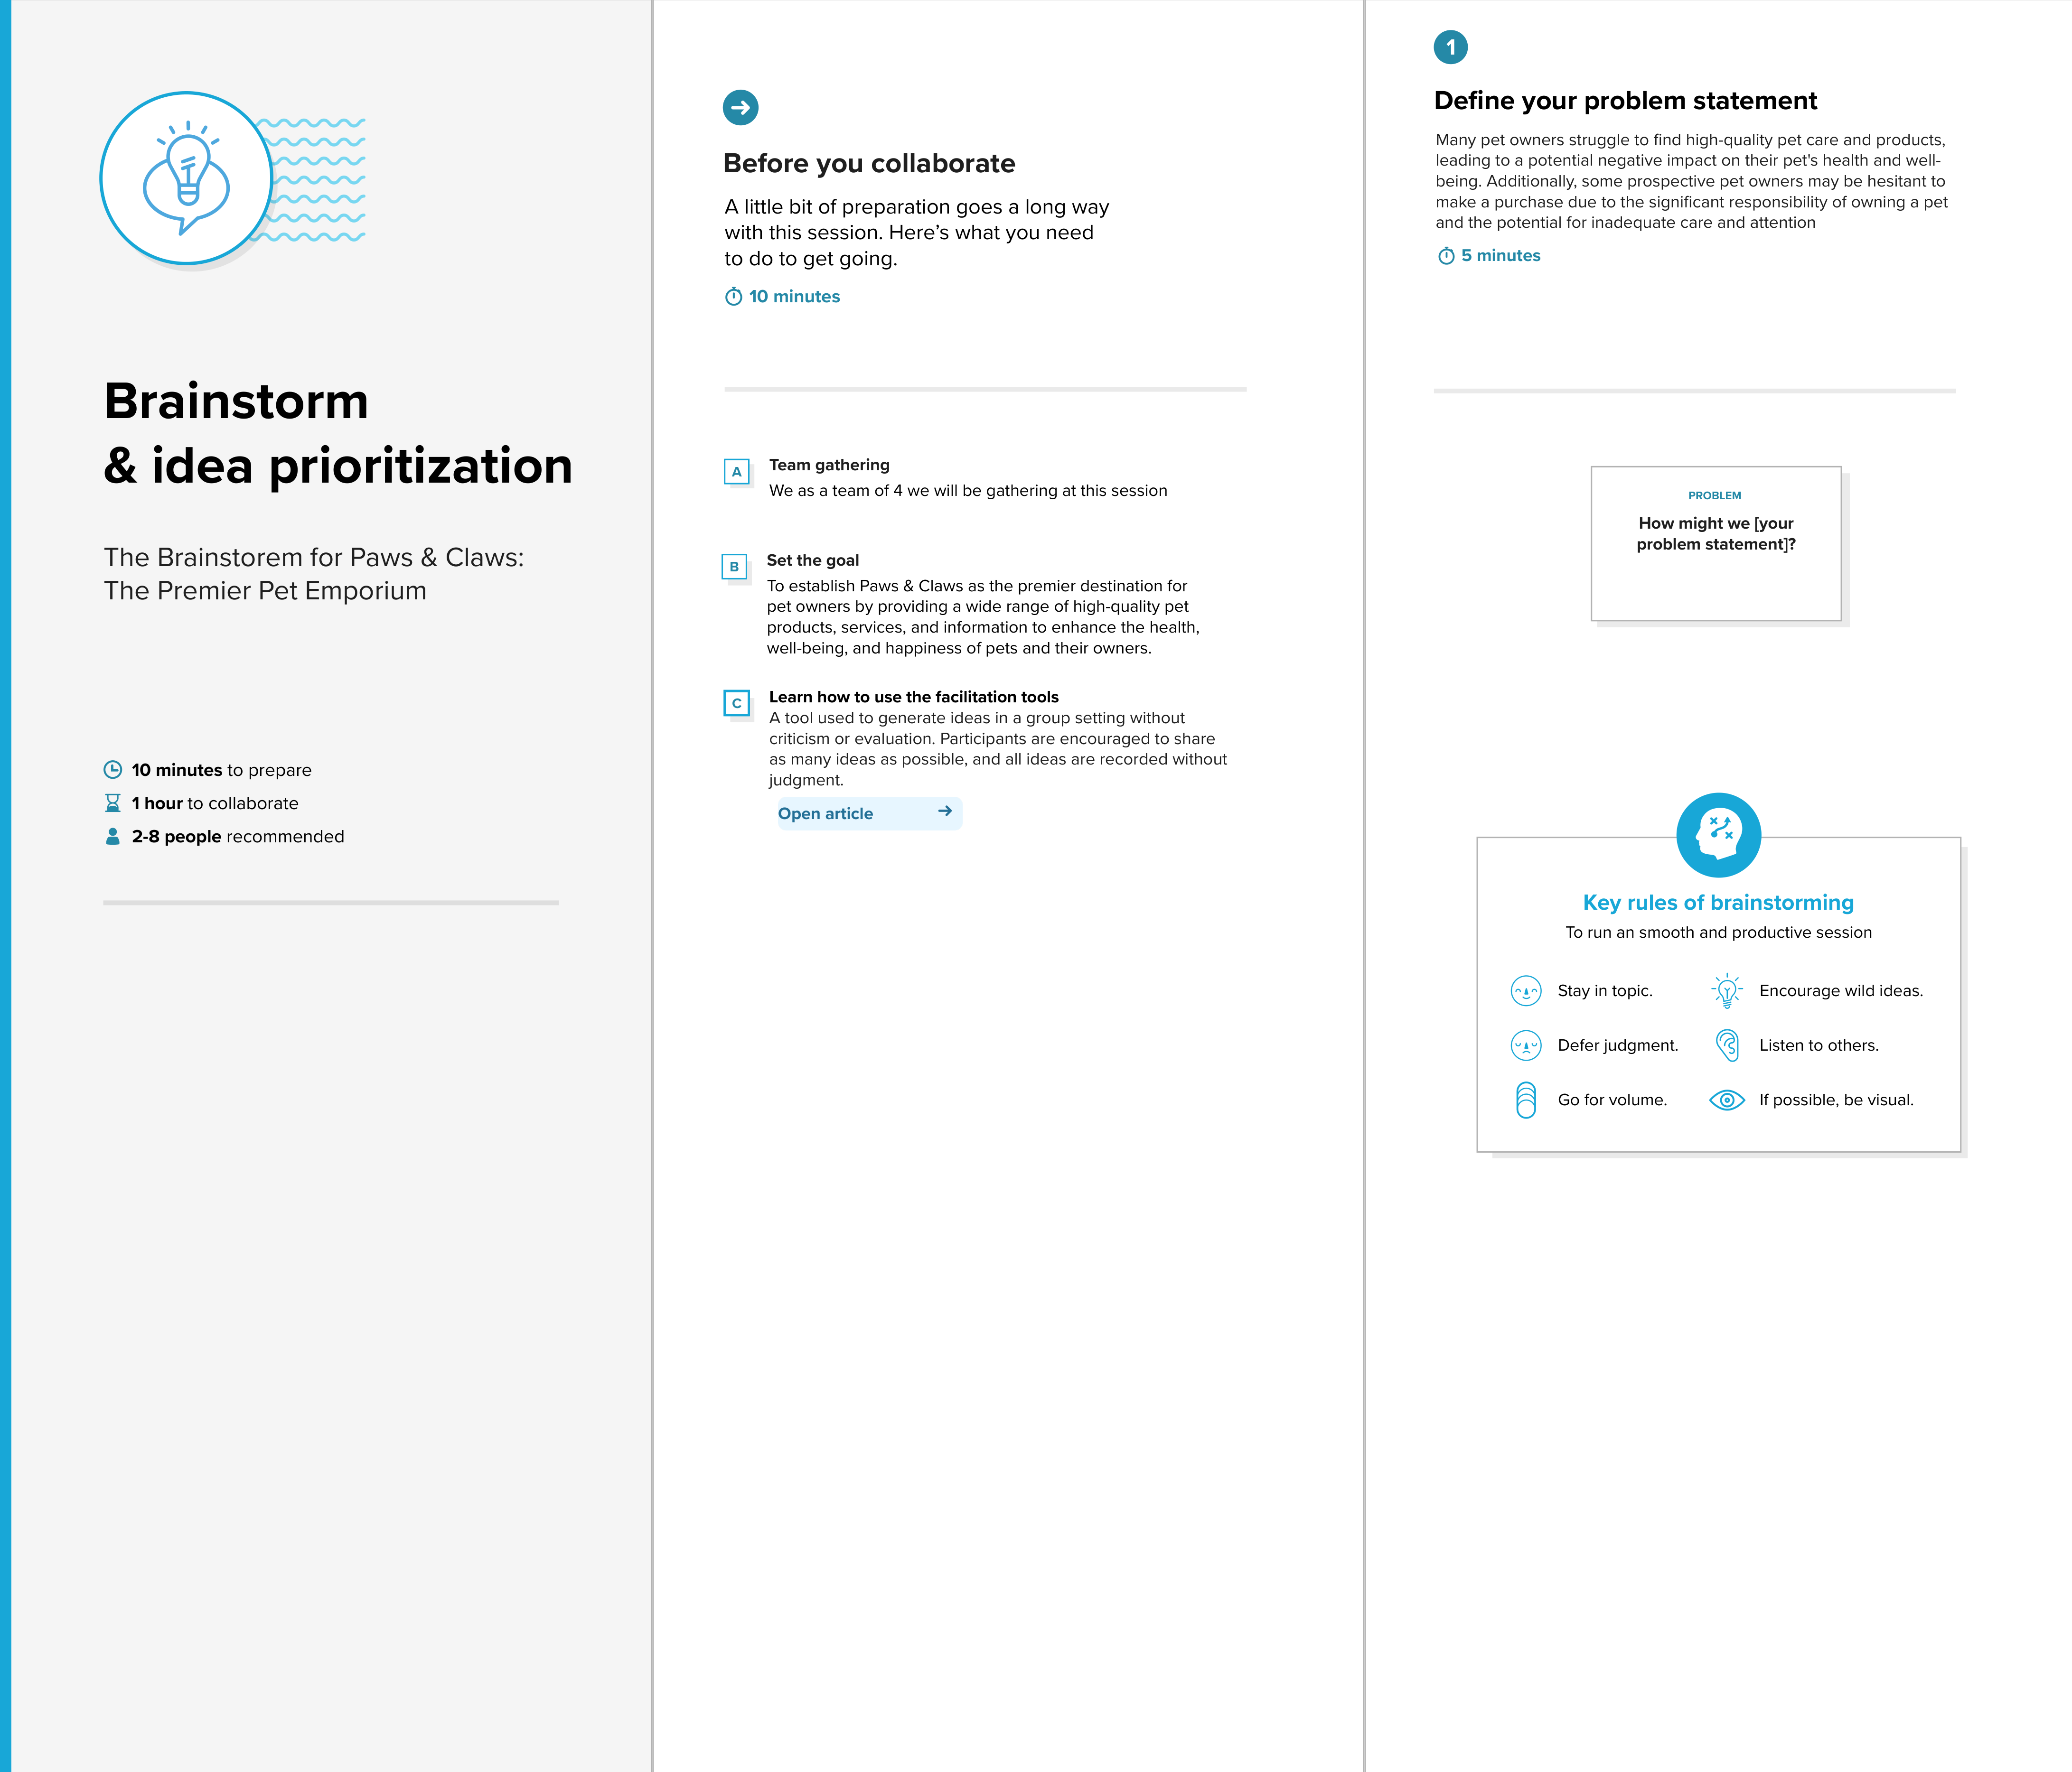 Brainstorm
& idea prioritization
The Brainstorem for Paws & Claws:
The Premier Pet Emporium
10 minutes to prepare
1 hour to collaborate
2-8 people recommended
Before you collaborate
A little bit of preparation goes a long way
with this session. Here’s what you need
to do to get going.
10 minutes
A
Team gathering
We as a team of 4 we will be gathering at this session
B
Set the goal
To establish Paws & Claws as the premier destination for
pet owners by providing a wide range of high-quality pet
products, services, and information to enhance the health,
well-being, and happiness of pets and their owners.
C
Learn how to use the facilitation tools
A tool used to generate ideas in a group setting without
criticism or evaluation. Participants are encouraged to share
as many ideas as possible, and all ideas are recorded without
judgment.
Open article
1
Define your problem statement
Many pet owners struggle to find high-quality pet care and products,
leading to a potential negative impact on their pet's health and well-
being. Additionally, some prospective pet owners may be hesitant to
make a purchase due to the significant responsibility of owning a pet
and the potential for inadequate care and attention
5 minutes
PROBLEM
How might we [your
problem statement]?
Key rules of brainstorming
To run an smooth and productive session
Stay in topic.
Encourage wild ideas.
Defer judgment.
Listen to others.
Go for volume.
If possible, be visual.